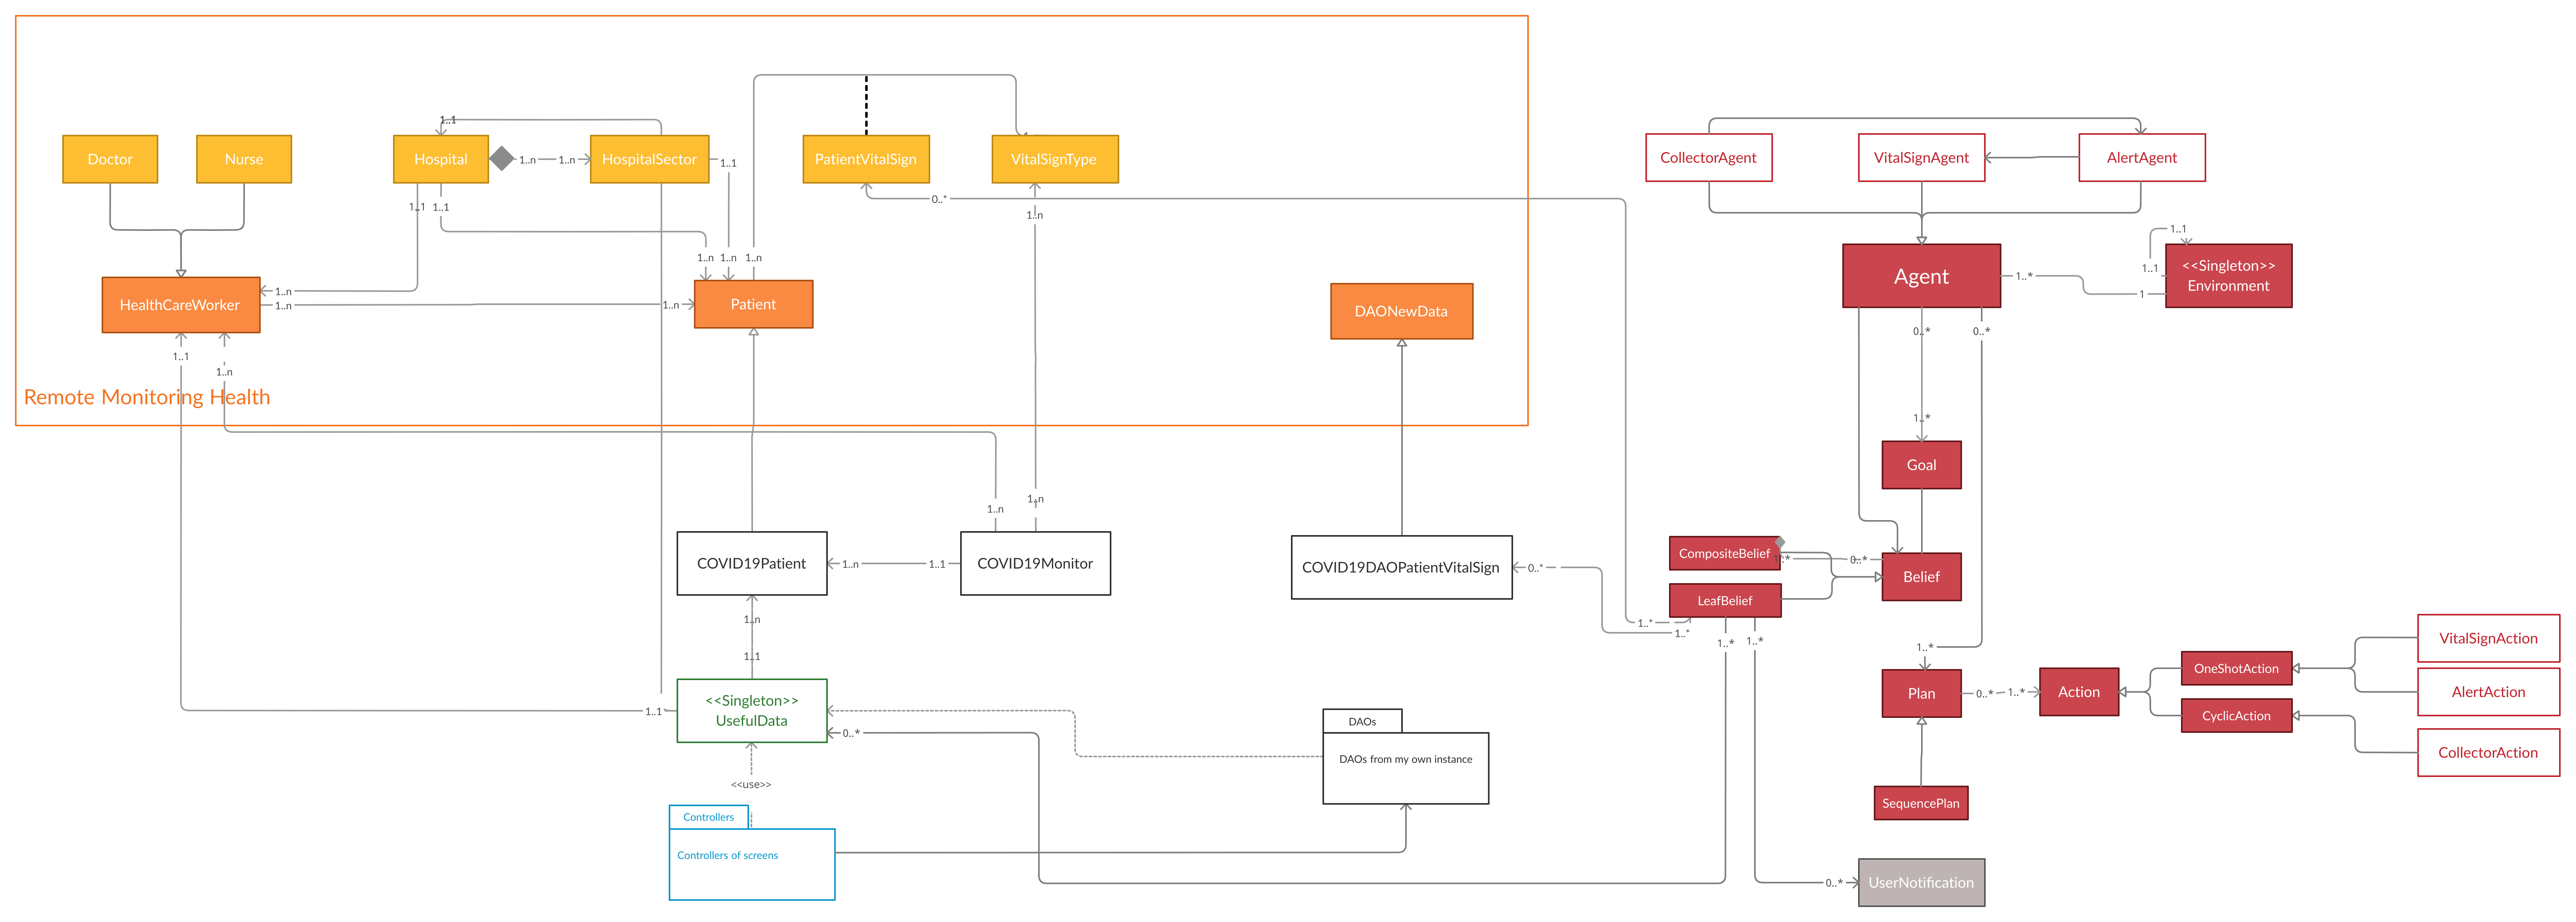 1..1
Doctor
Nurse
Hospital
1..n
1..n
HospitalSector
1..1
PatientVitalSign
VitalSignType
CollectorAgent
VitalSignAgent
AlertAgent
0..*
1..1
1..1
1..n
1..1
1..n
1..n
1..n
1..n
1..n
1..n
HealthCareWorker
Patient
DAONewData
Agent
1..*
1
1..1
1..1
<<Singleton>>
Environment
1..1
1..n
0..*
0..*
Remote Monitoring Health
1..*
Goal
1..n
1..n
COVID19Patient
1..n
1..1
COVID19Monitor
COVID19DAOPatientVitalSign
0..*
CompositeBelief
0..*
Belief
LeafBelief
1..n
1..*
1..*
1..*
1..*
1..*
1..1
VitalSignAction
OneShotAction
1..1
<<Singleton>>
UsefulData
0..*
Plan
0..*
1..*
Action
AlertAction
CyclicAction
CollectorAction
DAOs
DAOs from my own instance
<<use>>
SequencePlan
Controllers
Controllers of screens
0..*
UserNotification